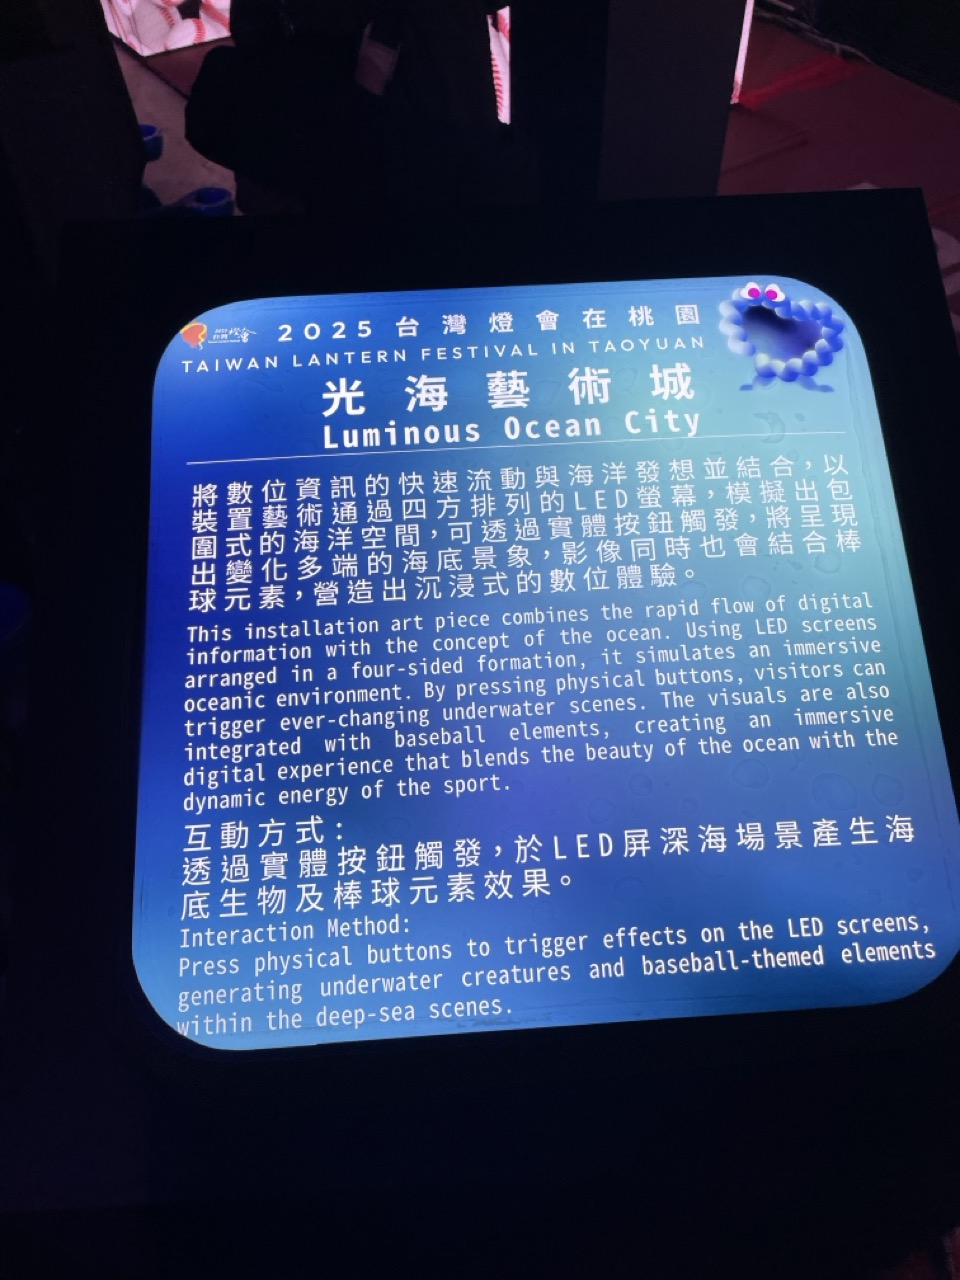 2025台灣燈會在桃園
TAIWAN LANTERN FESTIVAL IN TAOYUAN
光海藝術城
Luminous Ocean City
將數位資訊的快速流動與海洋發想並結合，以
裝置藝術通過四方排列的LED螢幕，模擬出包
圍式的海洋空間，可透過實體按鈕觸發，將呈現
出變化多端的海底景象，影像同時也會結合棒
球元素，營造出沉浸式的數位體驗。
This installation art piece combines the rapid flow of digital
information with the concept of the ocean. Using LED screens
arranged in a four-sided formation, it simulates an immersive
oceanic environment. By pressing physical buttons, visitors can
trigger ever-changing underwater scenes. The visuals are also
integrated with baseball elements, creating an immersive
digital experience that blends the beauty of the ocean with the
dynamic energy of the sport.
互動方式：
透過實體按鈕觸發，於LED屏深海場景產生海
底生物及棒球元素效果。
Interaction Method:
Press physical buttons to trigger effects on the LED screens,
generating underwater creatures and baseball-themed elements
within the deep-sea scenes.